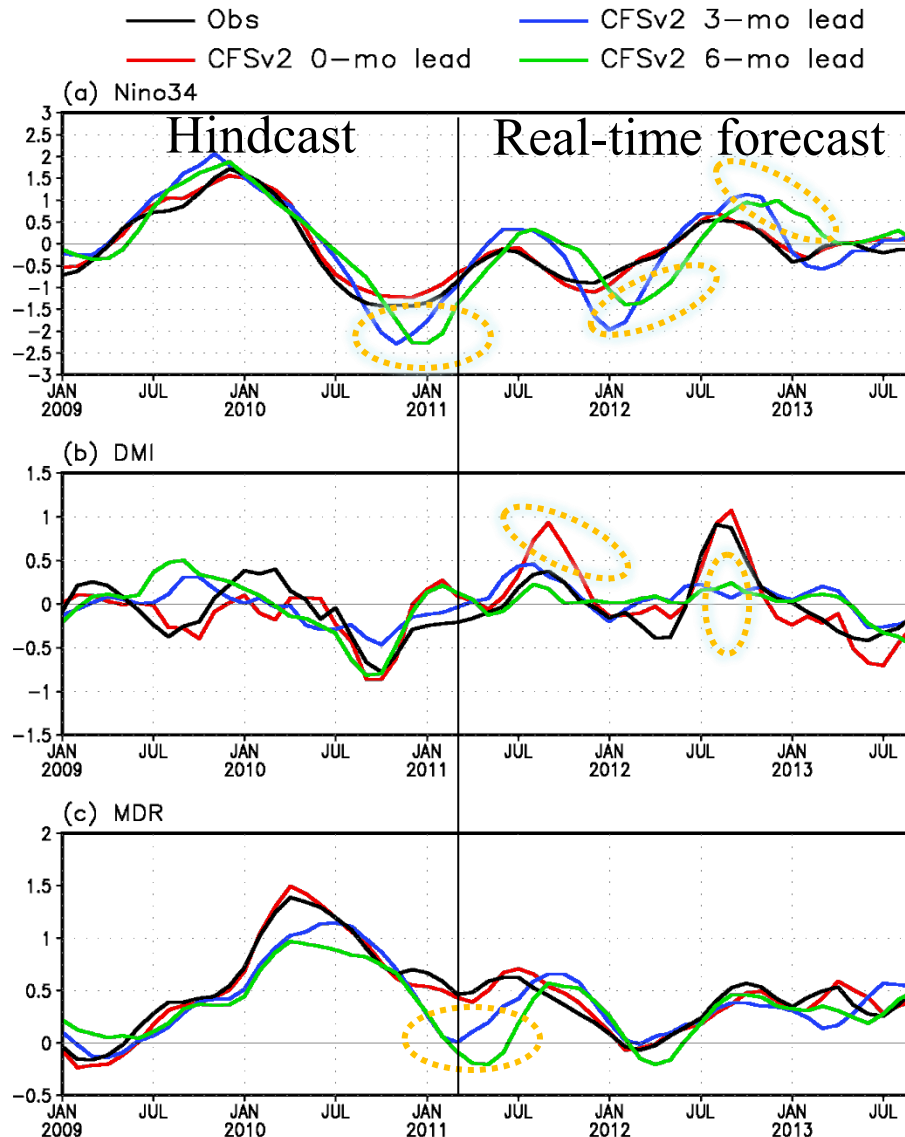 Obs
CFSv2 3-mo lead
CFSv2 0-mo lead
CFSv2 6-mo lead
(a) Nino34
Hindcast
Real-time forecast
3
2.5
2
1.5
1
0.5
0
-0.5
-1
-1.5
-2
-2.5
-3
JAN JUL JAN JUL JAN JUL JAN JUL JAN JUL
2009 2010 2011 2012 2013
(b) DMI
1.5
1
0.5
0
-0.5
-1
-1.5
JAN JUL JAN JUL JAN JUL JAN JUL JAN JUL
2009 2010 2011 2012 2013
(c) MDR
2
1.5
1
0.5
0
-0.5
JAN JUL JAN JUL JAN JUL JAN JUL JAN JUL
2009 2010 2011 2012 2013